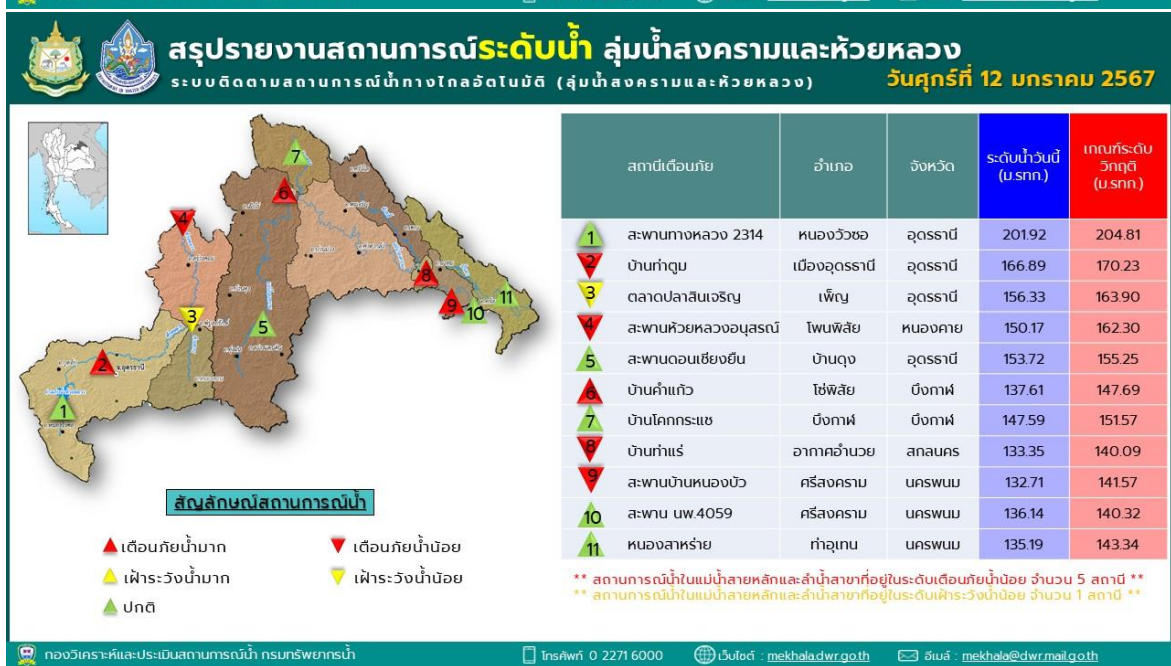 สรุปรายงานสถานการณ์ระดับน้ำ ลุ่มน้ำสงครามและห้วยหลวง
ระบบติดตามสถานการณ์น้ำทางไกลอัตโนมัติ (ลุ่มน้ำสงครามและห้วยหลวง)
วันศุกร์ที่ 12 มกราคม 2567
สถานีเตือนภัย อำเภอ จังหวัด ระดับน้ำวันนี้ (ม.รทก.) เกณฑ์ระดับวิกฤติ (ม.รทก.)
1 สะพานทางหลวง 2314 หนองวัวซอ อุดรธานี 201.92 204.81
2 บ้านท่าตูม เมืองอุดรธานี อุดรธานี 166.89 170.23
3 ตลาดปลาสินเจริญ เพ็ญ อุดรธานี 156.33 163.90
4 สะพานห้วยหลวงอนุสรณ์ โพนพิสัย หนองคาย 150.17 162.30
5 สะพานดอนเชียงยืน บ้านดุง อุดรธานี 153.72 155.25
6 บ้านคำแก้ว โซ่พิสัย บึงกาฬ 137.61 147.69
7 บ้านโคกกระแซ บึงกาฬ บึงกาฬ 147.59 151.57
8 บ้านท่าแร่ อากาศอำนวย สกลนคร 133.35 140.09
9 สะพานบ้านหนองบัว ศรีสงคราม นครพนม 132.71 141.57
10 สะพาน นพ.4059 ศรีสงคราม นครพนม 136.14 140.32
11 หนองสาหร่าย ท่าอุเทน นครพนม 135.19 143.34
7
6
4
8
9
10
11
3
5
2
1
อ.อุดรธานี
สัญลักษณ์สถานการณ์น้ำ
เตือนภัยน้ำมาก
เตือนภัยน้ำน้อย
เฝ้าระวังน้ำมาก
เฝ้าระวังน้ำน้อย
ปกติ
** สถานการณ์น้ำในแม่น้ำสายหลักและลำน้ำสาขาที่อยู่ในระดับเตือนภัยน้ำน้อย จำนวน 5 สถานี **
** สถานการณ์น้ำในแม่น้ำสายหลักและลำน้ำสาขาที่อยู่ในระดับเฝ้าระวังน้ำน้อย จำนวน 1 สถานี **
กองวิเคราะห์และประเมินสถานการณ์น้ำ กรมทรัพยากรน้ำ
โทรศัพท์ 0 2271 6000
เว็บไซต์ : mekhala.dwr.go.th
อีเมล์ : mekhala@dwr.mail.go.th